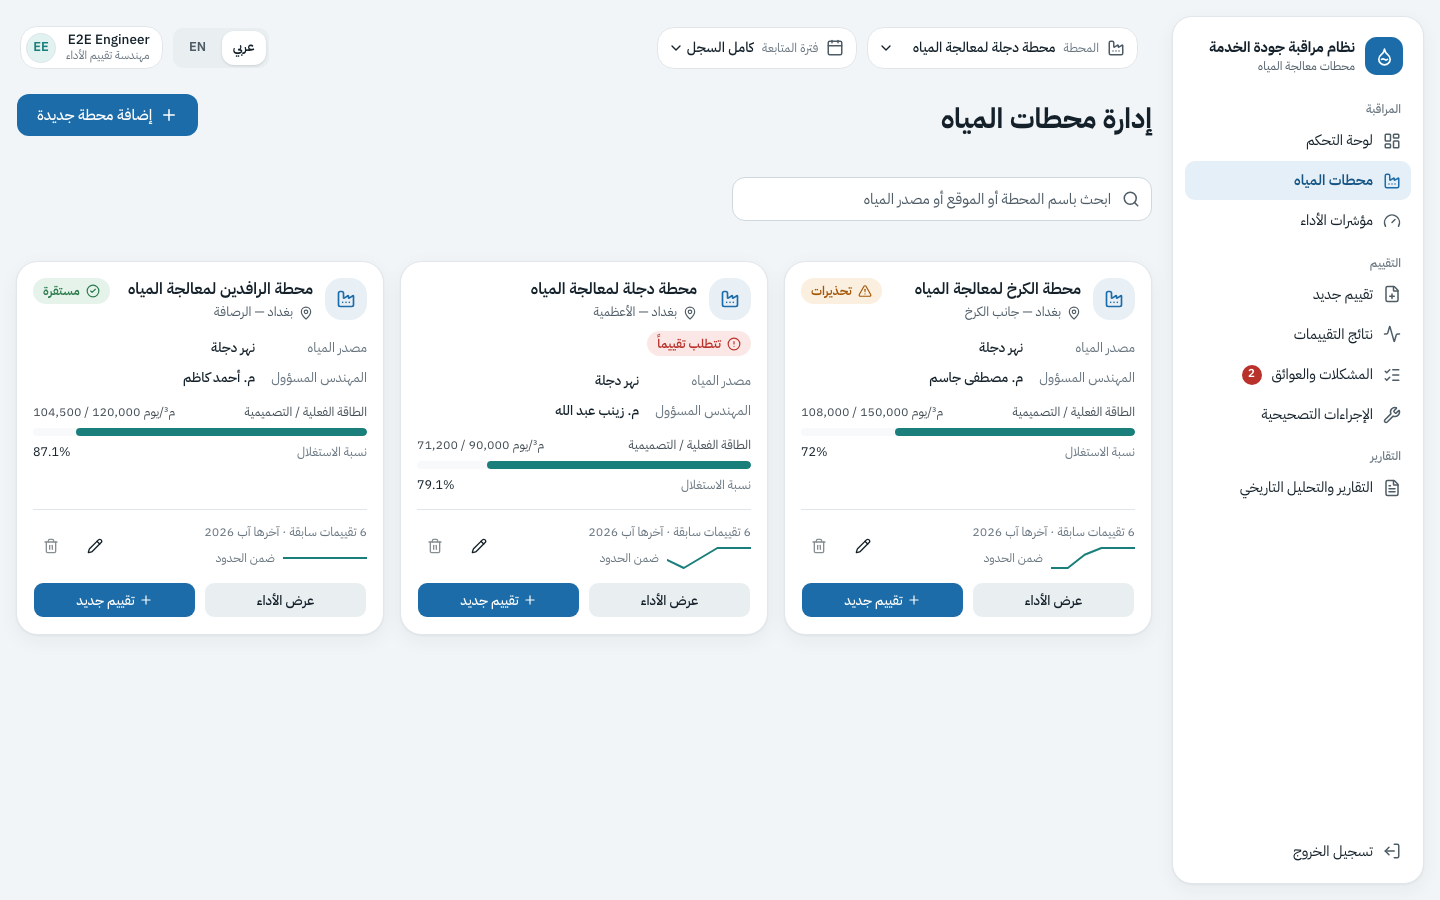 نظام مراقبة جودة الخدمة
محطات معالجة المياه
المراقبة
لوحة التحكم
محطات المياه
مؤشرات الأداء
التقييم
تقييم جديد
نتائج التقييمات
المشكلات والعوائق 2
الإجراءات التصحيحية
التقارير
التقارير والتحليل التاريخي
تسجيل الخروج
المحطة محطة دجلة لمعالجة المياه
فترة المتابعة كامل السجل
عربي EN
E2E Engineer
مهندسة تقييم الأداء
EE
إدارة محطات المياه
إضافة محطة جديدة
ابحث باسم المحطة أو الموقع أو مصدر المياه
محطة الكرخ لمعالجة المياه
تحذيرات
بغداد — جانب الكرخ
مصدر المياه نهر دجلة
المهندس المسؤول م. مصطفى جاسم
الطاقة الفعلية / التصميمية 108,000 / 150,000 م³/يوم
نسبة الاستغلال 72%
6 تقييمات سابقة · آخرها آب 2026
ضمن الحدود
عرض الأداء
تقييم جديد
محطة دجلة لمعالجة المياه
بغداد — الأعظمية
تتطلب تقييماً
مصدر المياه نهر دجلة
المهندس المسؤول م. زينب عبد الله
الطاقة الفعلية / التصميمية 71,200 / 90,000 م³/يوم
نسبة الاستغلال 79.1%
6 تقييمات سابقة · آخرها آب 2026
ضمن الحدود
عرض الأداء
تقييم جديد
محطة الرافدين لمعالجة المياه
مستقرة
بغداد — الرصافة
مصدر المياه نهر دجلة
المهندس المسؤول م. أحمد كاظم
الطاقة الفعلية / التصميمية 104,500 / 120,000 م³/يوم
نسبة الاستغلال 87.1%
6 تقييمات سابقة · آخرها آب 2026
ضمن الحدود
عرض الأداء
تقييم جديد